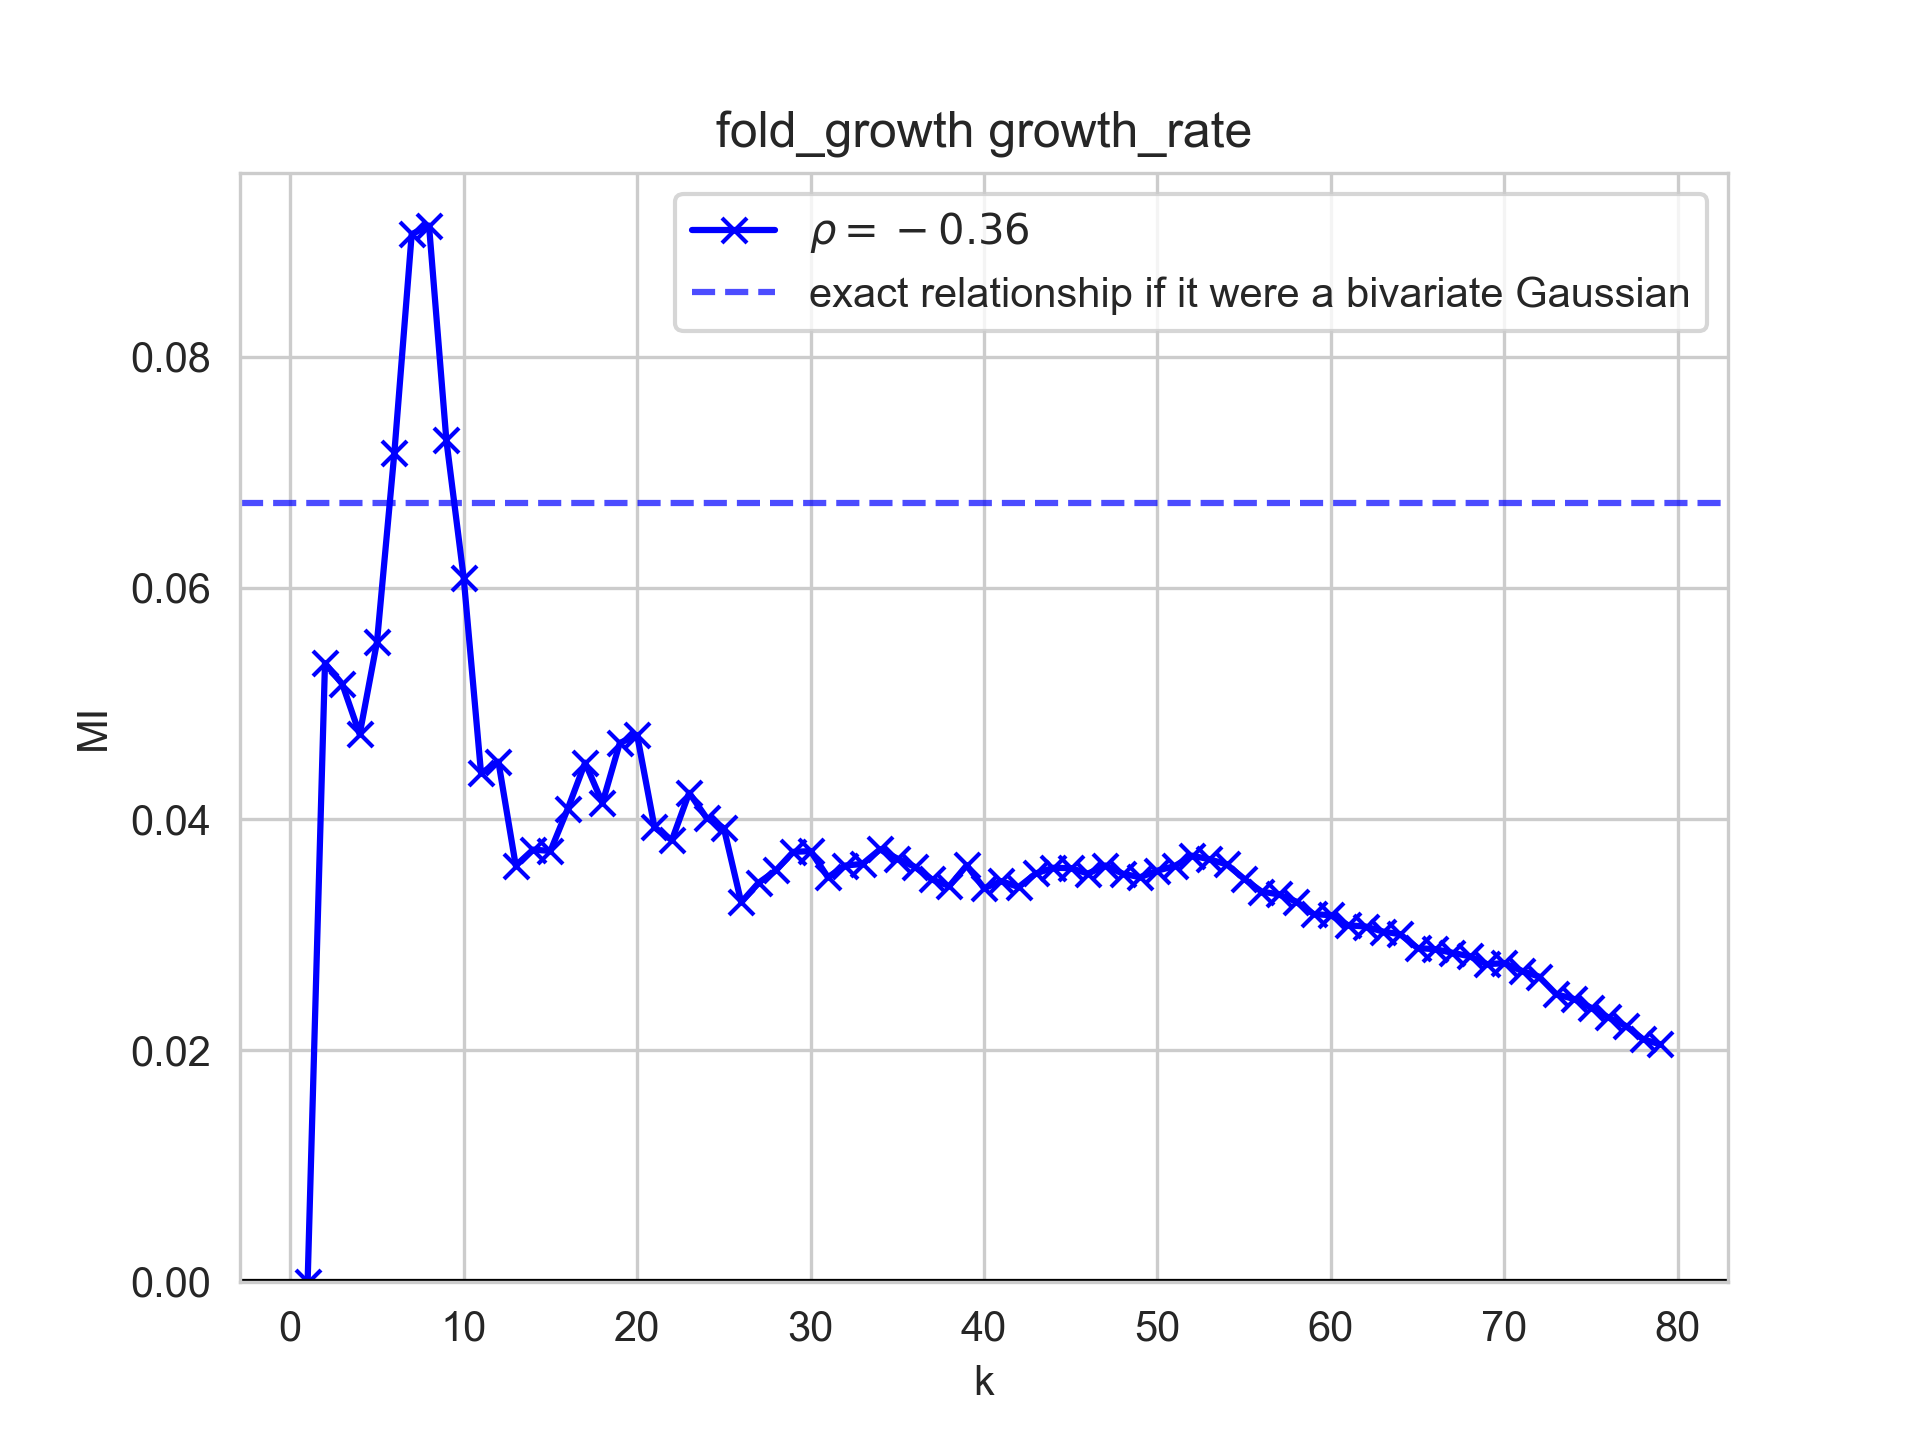 fold_growth growth_rate
ρ = − 0.36
exact relationship if it were a bivariate Gaussian
MI
0.08
0.06
0.04
0.02
0.00
0 10 20 30 40 50 60 70 80
k